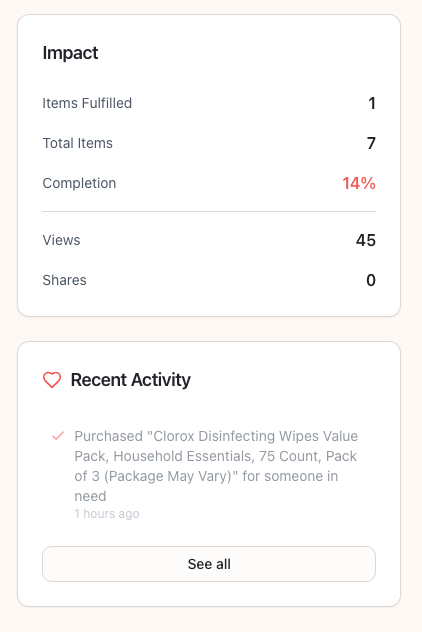 Impact
Items Fulfilled 1
Total Items 7
Completion 14%
Views 45
Shares 0
Recent Activity
Purchased "Clorox Disinfecting Wipes Value
Pack, Household Essentials, 75 Count, Pack
of 3 (Package May Vary)" for someone in
need
1 hours ago
See all